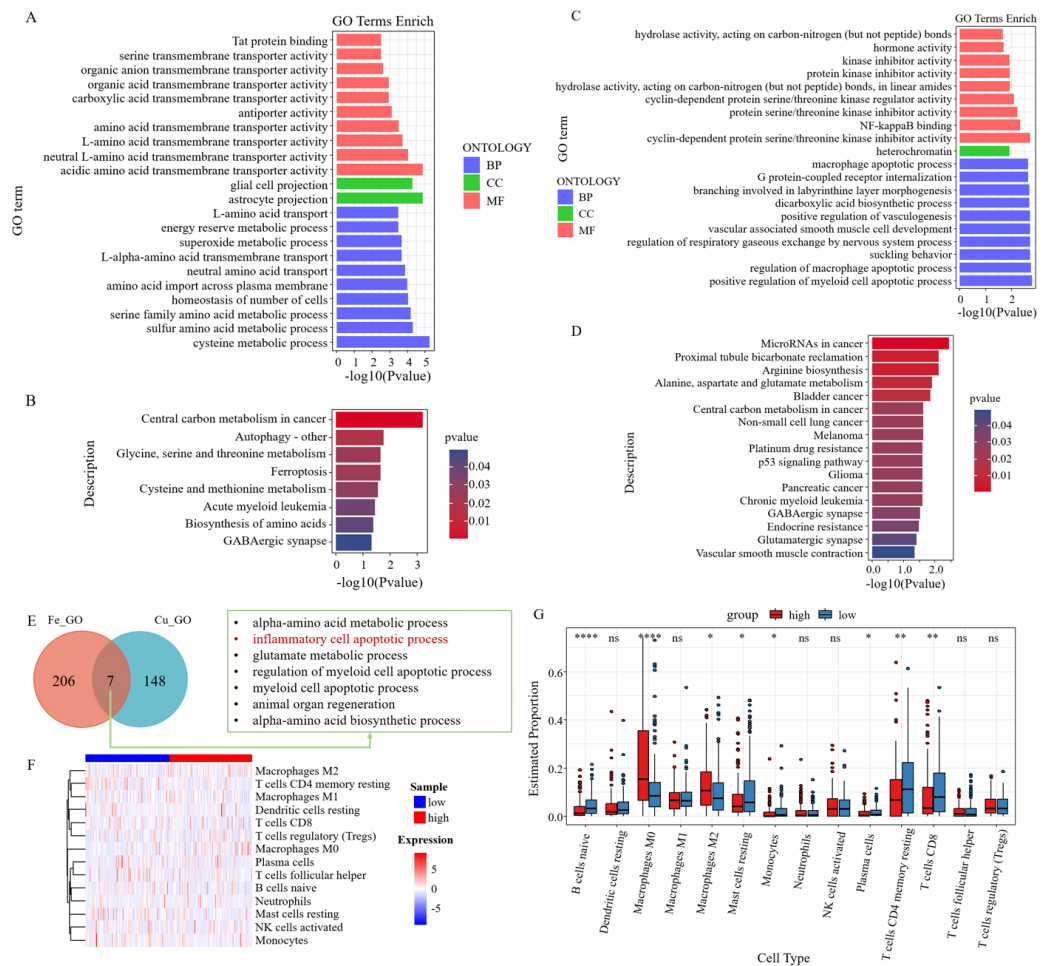 A
GO Terms Enrich
Tat protein binding
serine transmembrane transporter activity
organic anion transmembrane transporter activity
organic acid transmembrane transporter activity
carboxylic acid transmembrane transporter activity
antiporter activity
amino acid transmembrane transporter activity
L-amino acid transmembrane transporter activity
neutral L-amino acid transmembrane transporter activity
acidic amino acid transmembrane transporter activity
glial cell projection
astrocyte projection
L-amino acid transport
energy reserve metabolic process
superoxide metabolic process
L-alpha-amino acid transmembrane transport
neutral amino acid transport
amino acid import across plasma membrane
homeostasis of number of cells
serine family amino acid metabolic process
sulfur amino acid metabolic process
cysteine metabolic process
GO term
0 1 2 3 4 5
-log10(Pvalue)
ONTOLOGY
BP
CC
MF
B
Central carbon metabolism in cancer
Autophagy - other
Glycine, serine and threonine metabolism
Ferroptosis
Cysteine and methionine metabolism
Acute myeloid leukemia
Biosynthesis of amino acids
GABAergic synapse
Description
0 1 2 3
-log10(Pvalue)
pvalue
0.04
0.03
0.02
0.01
C
GO Terms Enrich
hydrolase activity, acting on carbon-nitrogen (but not peptide) bonds
hormone activity
kinase inhibitor activity
protein kinase inhibitor activity
hydrolase activity, acting on carbon-nitrogen (but not peptide) bonds, in linear amides
cyclin-dependent protein serine/threonine kinase regulator activity
protein serine/threonine kinase inhibitor activity
NF-kappaB binding
cyclin-dependent protein serine/threonine kinase inhibitor activity
heterochromatin
macrophage apoptotic process
G protein-coupled receptor internalization
branching involved in labyrinthine layer morphogenesis
dicarboxylic acid biosynthetic process
positive regulation of vasculogenesis
vascular associated smooth muscle cell development
regulation of respiratory gaseous exchange by nervous system process
suckling behavior
regulation of macrophage apoptotic process
positive regulation of myeloid cell apoptotic process
GO term
0 1 2
-log10(Pvalue)
ONTOLOGY
BP
CC
MF
D
MicroRNAs in cancer
Proximal tubule bicarbonate reclamation
Arginine biosynthesis
Alanine, aspartate and glutamate metabolism
Bladder cancer
Central carbon metabolism in cancer
Non-small cell lung cancer
Melanoma
Platinum drug resistance
p53 signaling pathway
Glioma
Pancreatic cancer
Chronic myeloid leukemia
GABAergic synapse
Endocrine resistance
Glutamatergic synapse
Vascular smooth muscle contraction
Description
0.0 1.0 2.0
-log10(Pvalue)
pvalue
0.04
0.03
0.02
0.01
E
Fe_GO
Cu_GO
206
7
148
alpha-amino acid metabolic process
inflammatory cell apoptotic process
glutamate metabolic process
regulation of myeloid cell apoptotic process
myeloid cell apoptotic process
animal organ regeneration
alpha-amino acid biosynthetic process
F
Macrophages M2
T cells CD4 memory resting
Macrophages M1
Dendritic cells resting
T cells CD8
T cells regulatory (Tregs)
Macrophages M0
Plasma cells
T cells follicular helper
B cells naive
Neutrophils
Mast cells resting
NK cells activated
Monocytes
Sample
low
high
Expression
5
0
-5
G
group high low
**** ns **** ns * * * ns ns * ** ** ns ns
Estimated Proportion
0.6
0.4
0.2
0.0
B cells naive
Dendritic cells resting
Macrophages M0
Macrophages M1
Macrophages M2
Mast cells resting
Monocytes
Neutrophils
NK cells activated
Plasma cells
T cells CD4 memory resting
T cells CD8
T cells follicular helper
T cells regulatory (Tregs)
Cell Type